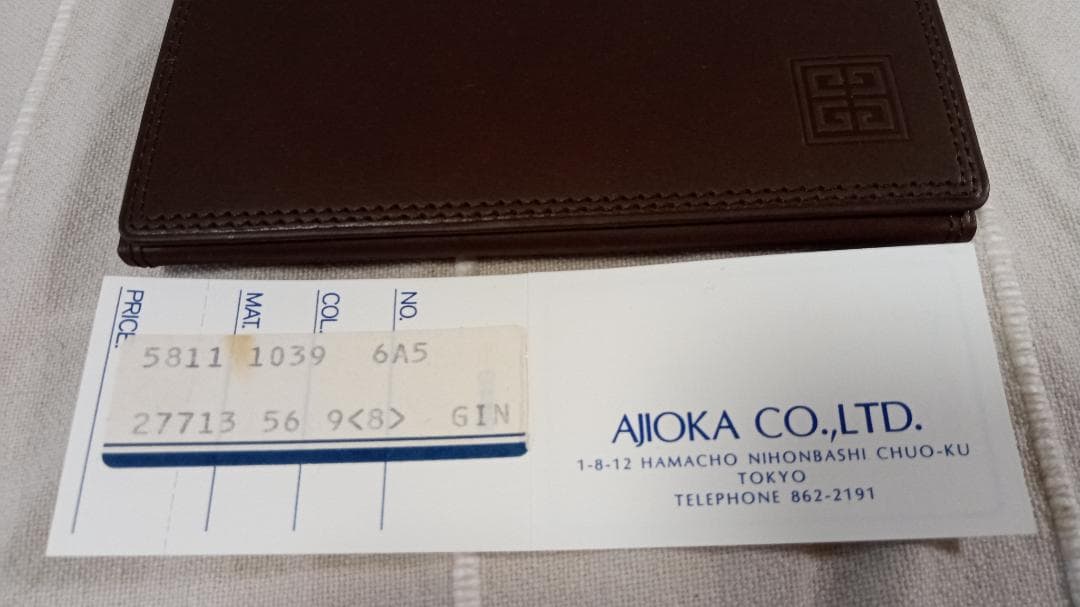 PRICE.
MAT.
COL.
NO.
5811 1039 6A5
27713 56 9<8> GIN
AJIOKA CO.,LTD.
1-8-12 HAMACHO NIHONBASHI CHUO-KU
TOKYO
TELEPHONE 862-2191